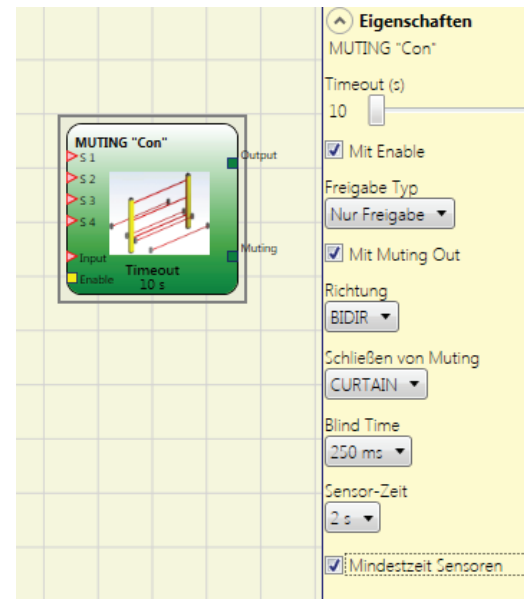 MUTING "Con"
S 1
S 2
S 3
S 4
Input
Enable
Output
Muting
Timeout
10 s
Eigenschaften
MUTING "Con"
Timeout (s)
10
Mit Enable
Freigabe Typ
Nur Freigabe
Mit Muting Out
Richtung
BIDIR
Schließen von Muting
CURTAIN
Blind Time
250 ms
Sensor-Zeit
2 s
Mindestzeit Sensoren